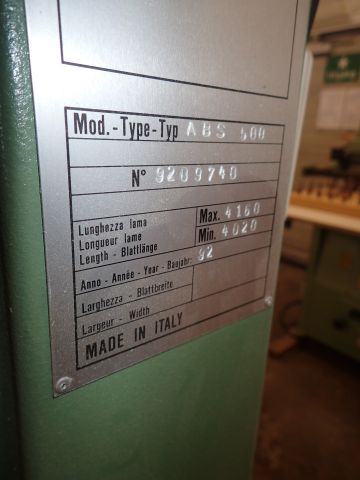 Mod.-Type-Typ ABS 500
N° 9209740
Lunghezza lama
Longueur lame
Length - Blattlänge
Max. 4160
Min. 4020
Anno - Année - Year - Baujahr: 92
Larghezza - Blattbreite
Largeur - Width
MADE IN ITALY